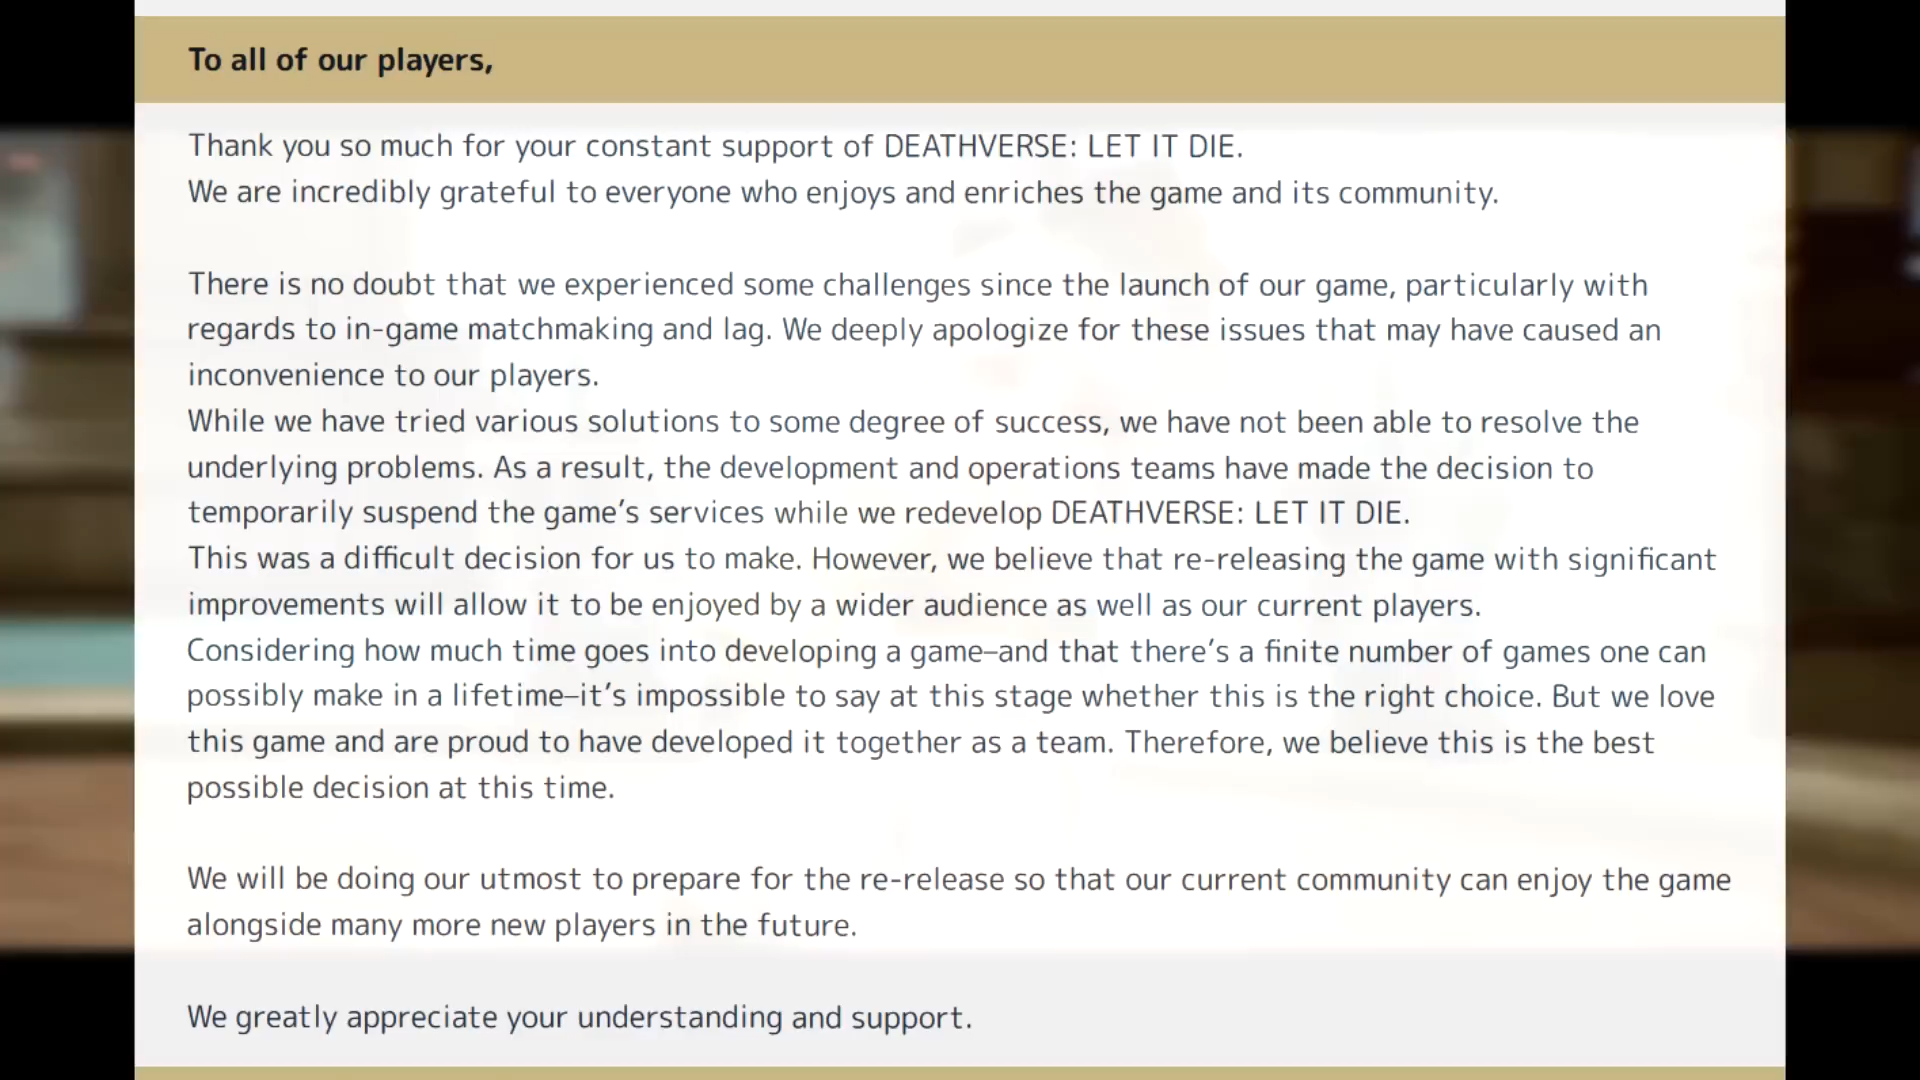 To all of our players,
Thank you so much for your constant support of DEATHVERSE: LET IT DIE.
We are incredibly grateful to everyone who enjoys and enriches the game and its community.
There is no doubt that we experienced some challenges since the launch of our game, particularly with
regards to in-game matchmaking and lag. We deeply apologize for these issues that may have caused an
inconvenience to our players.
While we have tried various solutions to some degree of success, we have not been able to resolve the
underlying problems. As a result, the development and operations teams have made the decision to
temporarily suspend the game’s services while we redevelop DEATHVERSE: LET IT DIE.
This was a difficult decision for us to make. However, we believe that re-releasing the game with significant
improvements will allow it to be enjoyed by a wider audience as well as our current players.
Considering how much time goes into developing a game–and that there’s a finite number of games one can
possibly make in a lifetime–it’s impossible to say at this stage whether this is the right choice. But we love
this game and are proud to have developed it together as a team. Therefore, we believe this is the best
possible decision at this time.
We will be doing our utmost to prepare for the re-release so that our current community can enjoy the game
alongside many more new players in the future.
We greatly appreciate your understanding and support.